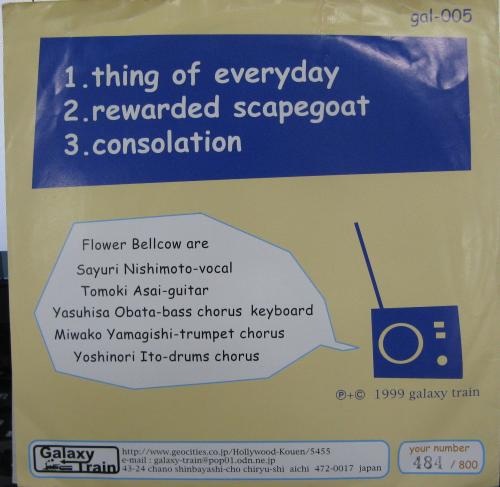 gal-005
1.thing of everyday
2.rewarded scapegoat
3.consolation
Flower Bellcow are
Sayuri Nishimoto-vocal
Tomoki Asai-guitar
Yasuhisa Obata-bass chorus keyboard
Miwako Yamagishi-trumpet chorus
Yoshinori Ito-drums chorus
℗+© 1999 galaxy train
Galaxy
Train
http://www.geocities.co.jp/Hollywood-Kouen/5455
e-mail : galaxy-train@pop01.odn.ne.jp
43-24 chano shinbayashi-cho chiryu-shi aichi 472-0017 japan
your number
484 / 800